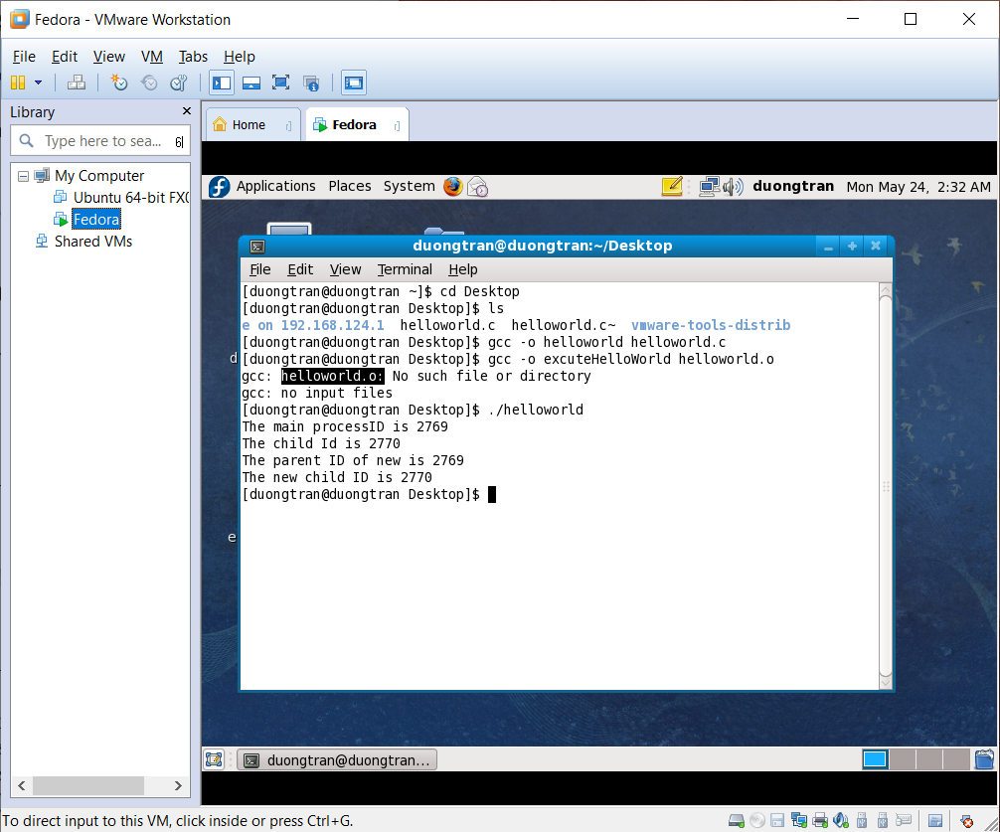 Fedora - VMware Workstation
File Edit View VM Tabs Help
Library
Type here to sea... 6
My Computer
Ubuntu 64-bit FX(
Fedora
Shared VMs
Home Fedora
Applications Places System duongtran Mon May 24, 2:32 AM
d
e
duongtran@duongtran:~/Desktop
File Edit View Terminal Help
[duongtran@duongtran ~]$ cd Desktop
[duongtran@duongtran Desktop]$ ls
e on 192.168.124.1 helloworld.c helloworld.c~ vmware-tools-distrib
[duongtran@duongtran Desktop]$ gcc -o helloworld helloworld.c
[duongtran@duongtran Desktop]$ gcc -o excuteHelloWorld helloworld.o
gcc: helloworld.o: No such file or directory
gcc: no input files
[duongtran@duongtran Desktop]$ ./helloworld
The main processID is 2769
The child Id is 2770
The parent ID of new is 2769
The new child ID is 2770
[duongtran@duongtran Desktop]$
duongtran@duongtran...
To direct input to this VM, click inside or press Ctrl+G.